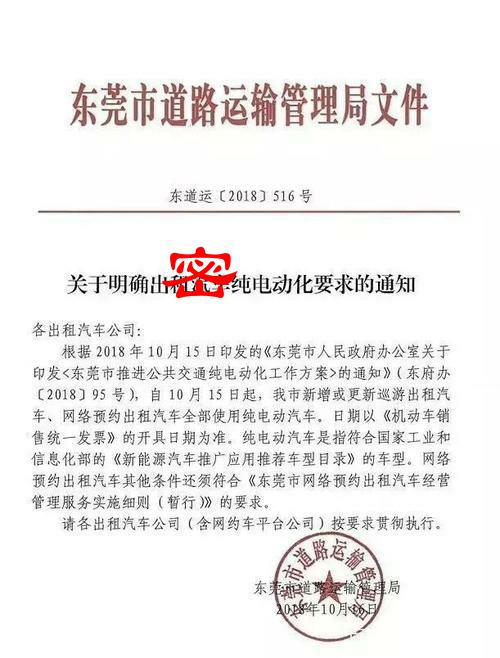 东莞市道路运输管理局文件
东道运〔2018〕516号
密
关于明确出租汽车纯电动化要求的通知
各出租汽车公司：
根据2018年10月15日印发的《东莞市人民政府办公室关于
印发<东莞市推进公共交通纯电动化工作方案>的通知》（东府办
〔2018〕95号），自10月15日起，我市新增或更新巡游出租汽
车、网络预约出租汽车全部使用纯电动汽车。日期以《机动车销
售统一发票》的开具日期为准。纯电动汽车是指符合国家工业和
信息化部的《新能源汽车推广应用推荐车型目录》的车型。网络
预约出租汽车其他条件还须符合《东莞市网络预约出租汽车经营
管理服务实施细则（暂行）》的要求。
请各出租汽车公司（含网约车平台公司）按要求贯彻执行。
东莞市道路运输管理局
2018年10月16日
东莞市道路运输管理局